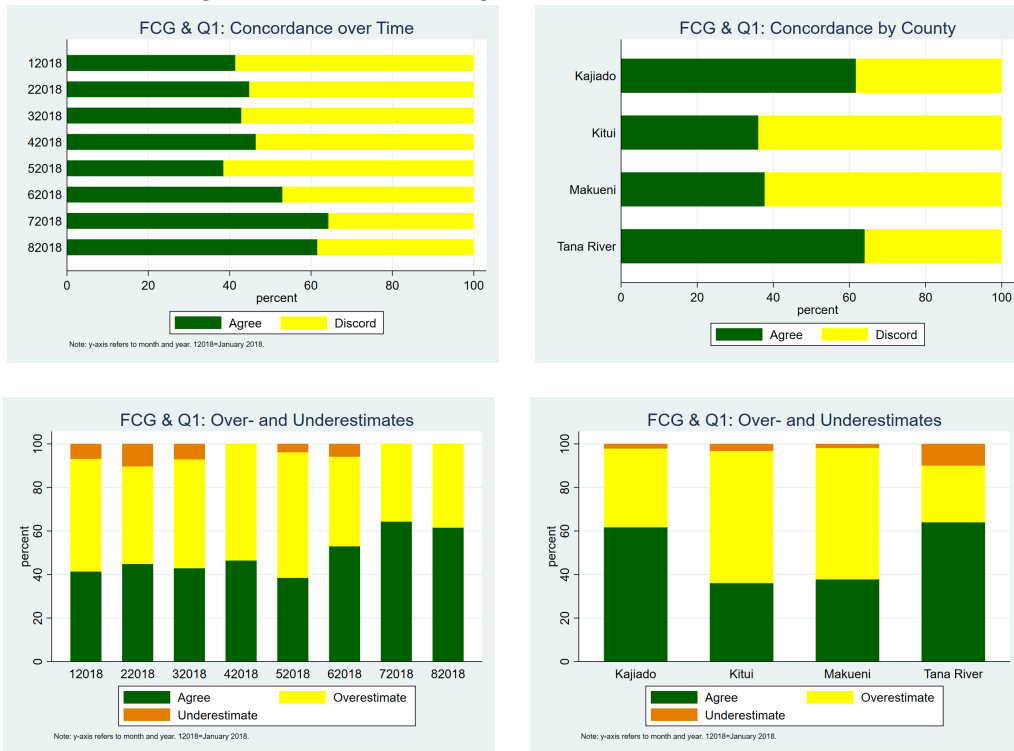 FCG & Q1: Concordance over Time
12018
22018
32018
42018
52018
62018
72018
82018
0 20 40 60 80 100
percent
Agree Discord
Note: y-axis refers to month and year. 12018=January 2018.
FCG & Q1: Concordance by County
Kajiado
Kitui
Makueni
Tana River
0 20 40 60 80 100
percent
Agree Discord
FCG & Q1: Over- and Underestimates
100
80
60
40
20
0
percent
12018 22018 32018 42018 52018 62018 72018 82018
Agree Overestimate
Underestimate
Note: y-axis refers to month and year. 12018=January 2018.
FCG & Q1: Over- and Underestimates
100
80
60
40
20
0
percent
Kajiado Kitui Makueni Tana River
Agree Overestimate
Underestimate
Note: y-axis refers to month and year. 12018=January 2018.